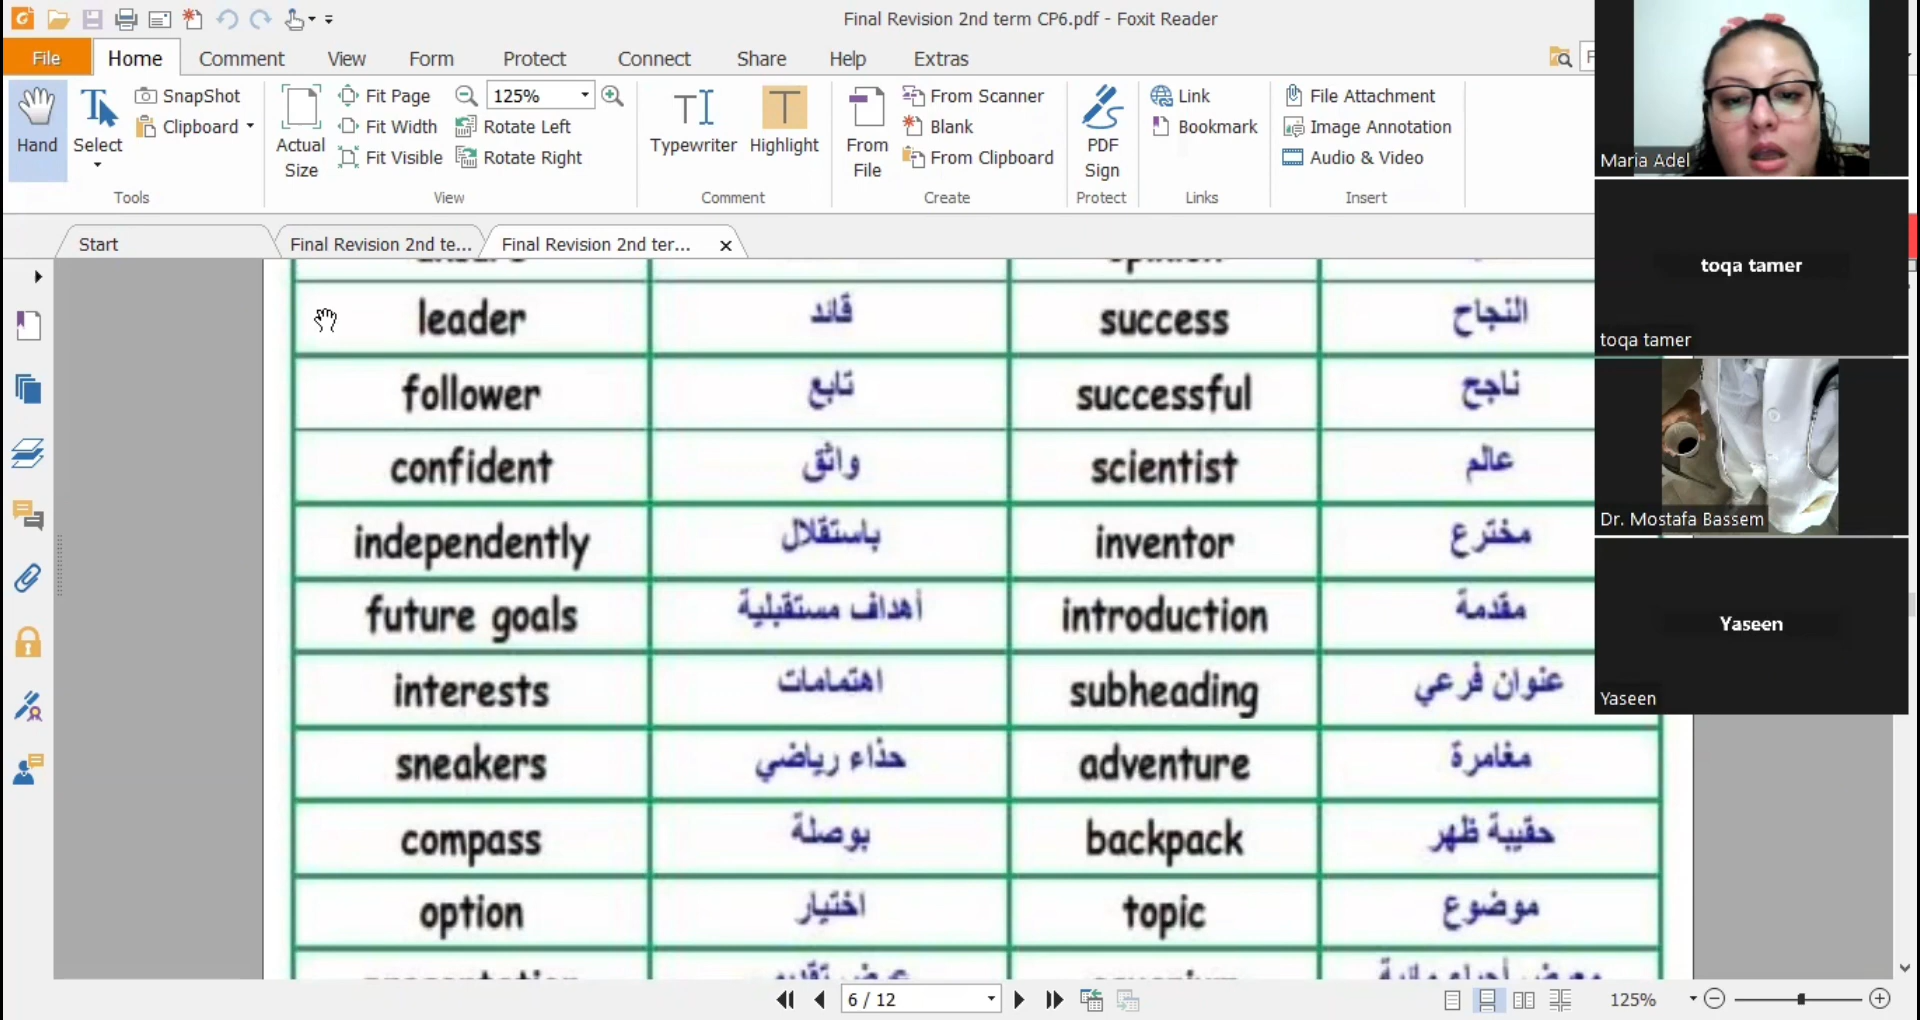 Final Revision 2nd term CP6.pdf - Foxit Reader
File Home Comment View Form Protect Connect Share Help Extras
Hand
Select
SnapShot
Clipboard
Tools
Actual Size
Fit Page
Fit Width
Fit Visible
125%
Rotate Left
Rotate Right
View
Typewriter
Highlight
Comment
From File
From Scanner
Blank
From Clipboard
Create
PDF Sign
Protect
Link
Bookmark
Links
File Attachment
Image Annotation
Audio & Video
Insert
Start
Final Revision 2nd te...
Final Revision 2nd ter...
leader قائد success النجاح
follower تابع successful ناجح
confident واثق scientist عالم
independently باستقلال inventor مخترع
future goals أهداف مستقبلية introduction مقدمة
interests اهتمامات subheading عنوان فرعي
sneakers حذاء رياضي adventure مغامرة
compass بوصلة backpack حقيبة ظهر
option اختيار topic موضوع
6 / 12
125%
Maria Adel
toqa tamer
toqa tamer
Dr. Mostafa Bassem
Yaseen
Yaseen